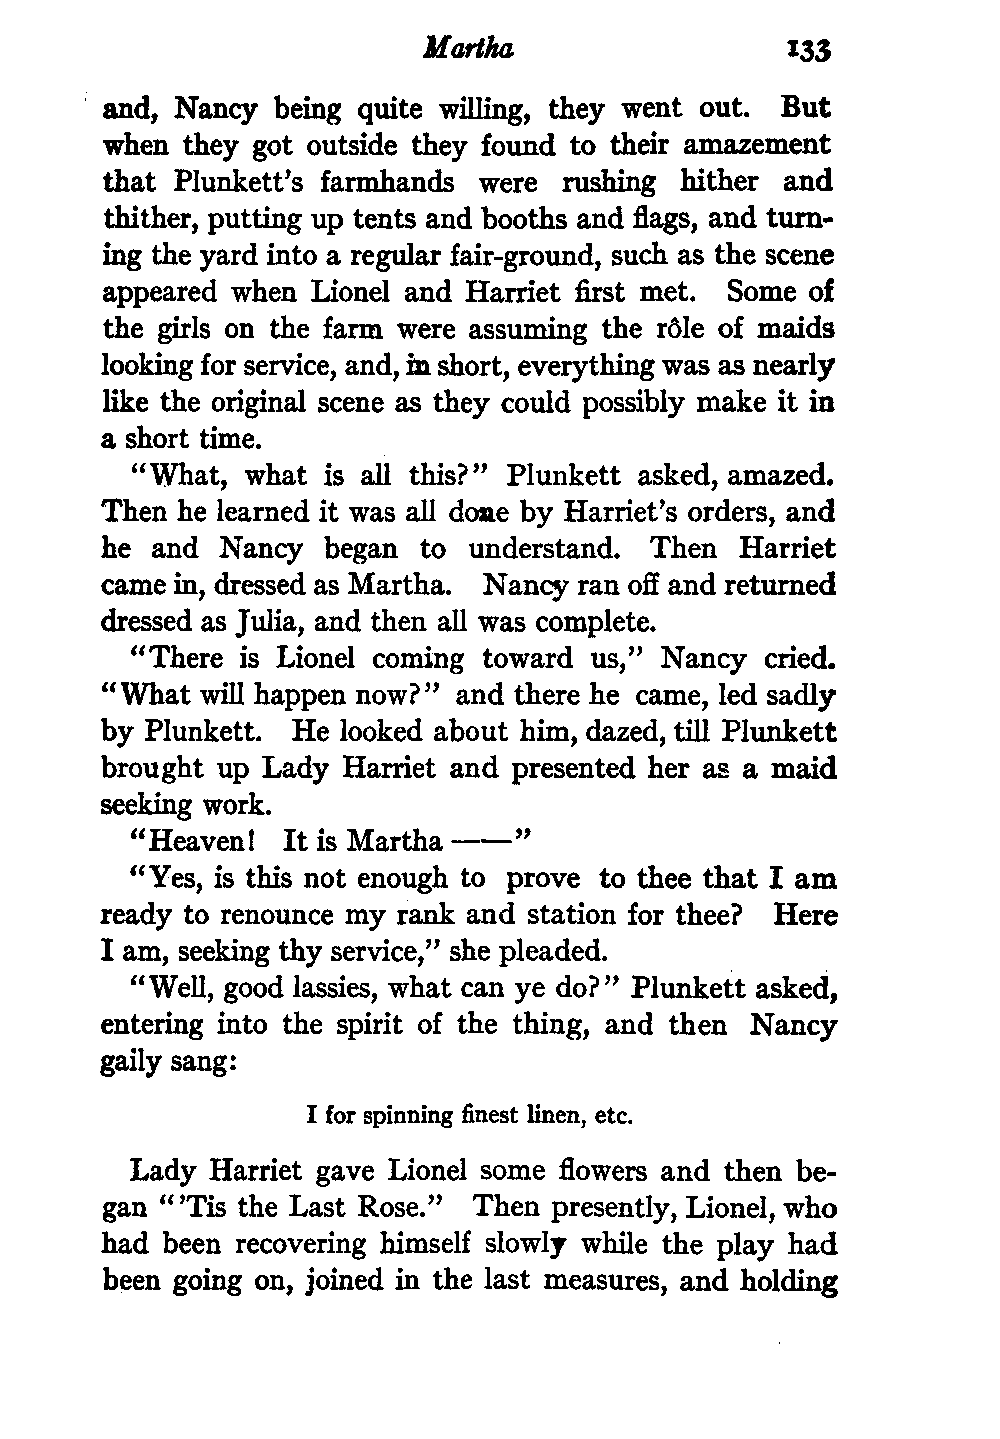 Martha 133
and, Nancy being quite willing, they went out. But
when they got outside they found to their amazement
that Plunkett's farmhands were rushing hither and
thither, putting up tents and booths and flags, and turn-
ing the yard into a regular fair-ground, such as the scene
appeared when Lionel and Harriet first met. Some of
the girls on the farm were assuming the rôle of maids
looking for service, and, in short, everything was as nearly
like the original scene as they could possibly make it in
a short time.
"What, what is all this?" Plunkett asked, amazed.
Then he learned it was all done by Harriet's orders, and
he and Nancy began to understand. Then Harriet
came in, dressed as Martha. Nancy ran off and returned
dressed as Julia, and then all was complete.
"There is Lionel coming toward us," Nancy cried.
"What will happen now?" and there he came, led sadly
by Plunkett. He looked about him, dazed, till Plunkett
brought up Lady Harriet and presented her as a maid
seeking work.
"Heaven! It is Martha ——"
"Yes, is this not enough to prove to thee that I am
ready to renounce my rank and station for thee? Here
I am, seeking thy service," she pleaded.
"Well, good lassies, what can ye do?" Plunkett asked,
entering into the spirit of the thing, and then Nancy
gaily sang:
I for spinning finest linen, etc.
Lady Harriet gave Lionel some flowers and then be-
gan "'Tis the Last Rose." Then presently, Lionel, who
had been recovering himself slowly while the play had
been going on, joined in the last measures, and holding